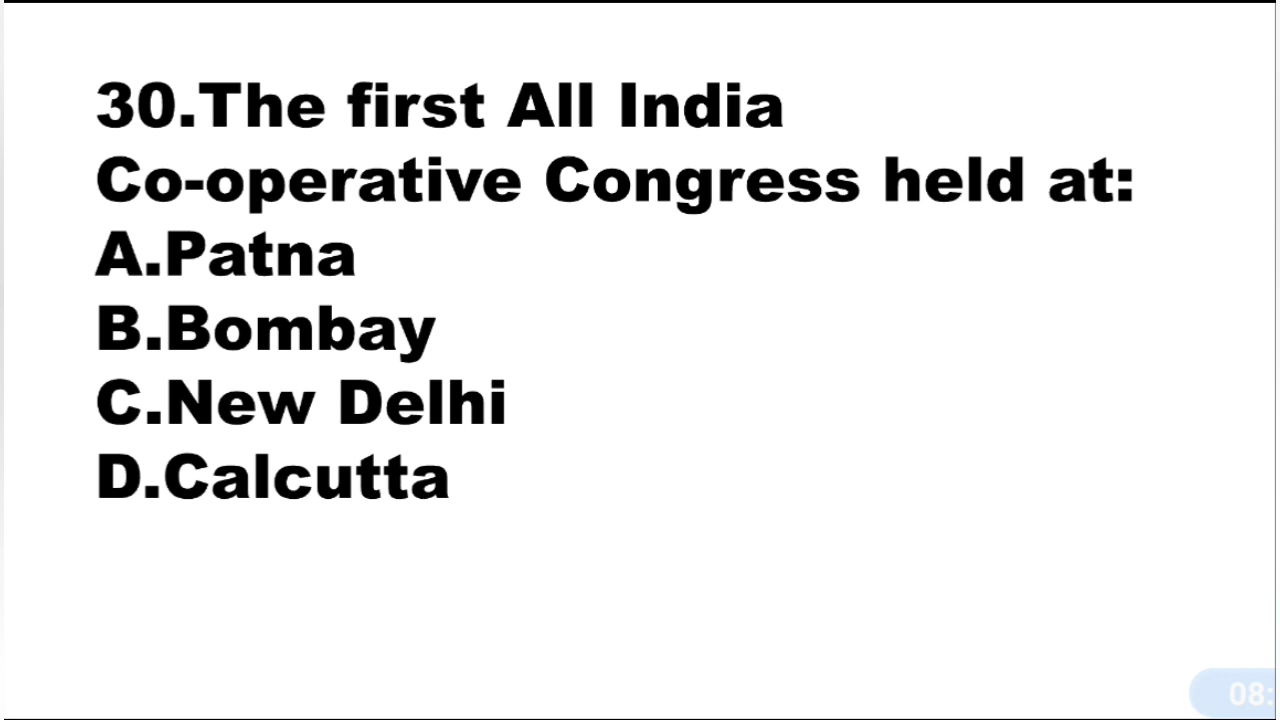 30.The first All India
Co-operative Congress held at:
A.Patna
B.Bombay
C.New Delhi
D.Calcutta
08: